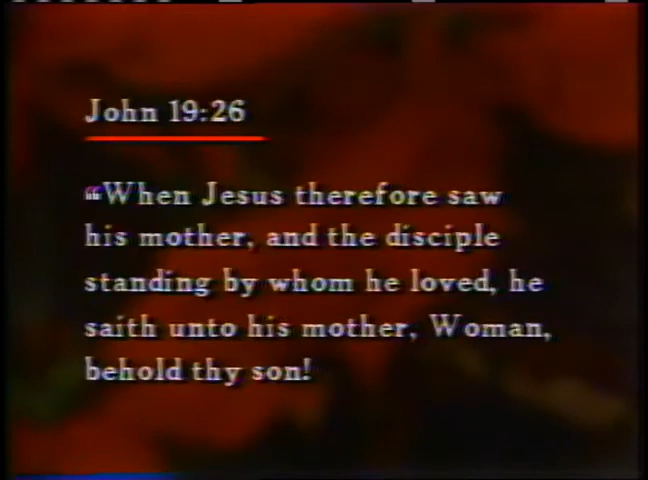 John 19:26
“When Jesus therefore saw
his mother, and the disciple
standing by whom he loved, he
saith unto his mother, Woman,
behold thy son!